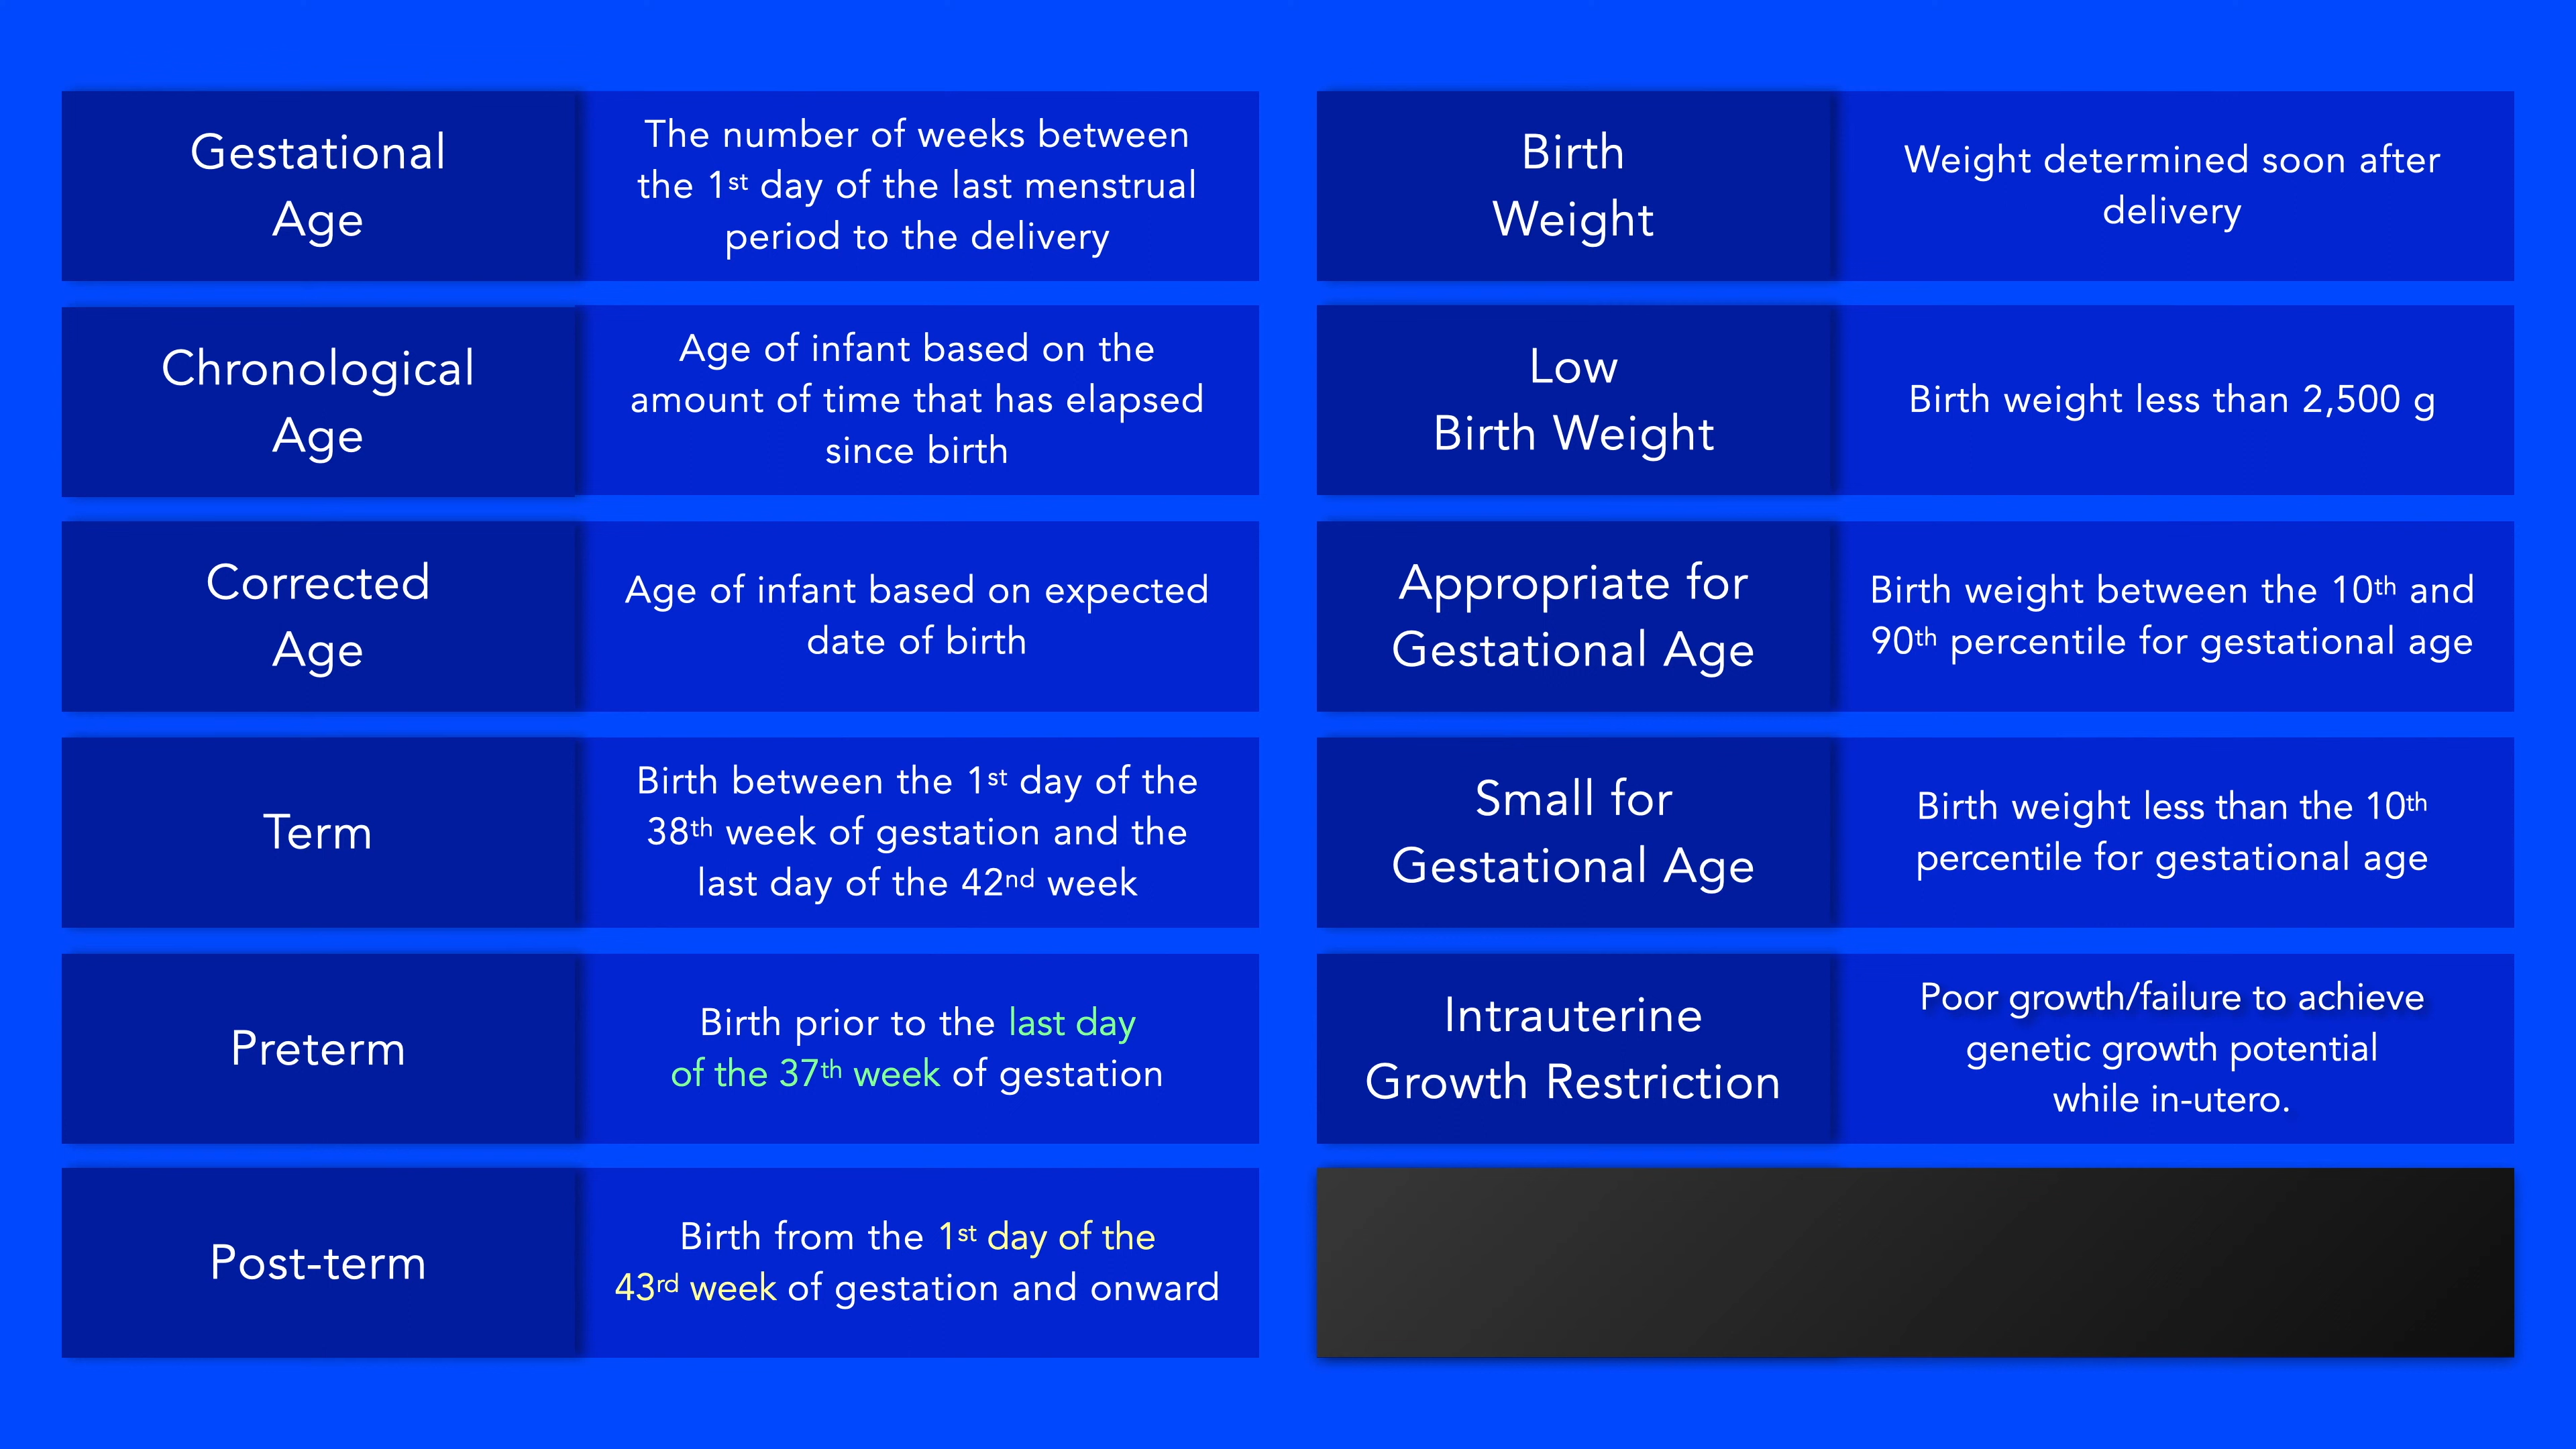 Gestational
Age
The number of weeks between
the 1st day of the last menstrual
period to the delivery
Chronological
Age
Age of infant based on the
amount of time that has elapsed
since birth
Corrected
Age
Age of infant based on expected
date of birth
Term
Birth between the 1st day of the
38th week of gestation and the
last day of the 42nd week
Preterm
Birth prior to the last day
of the 37th week of gestation
Post-term
Birth from the 1st day of the
43rd week of gestation and onward
Birth
Weight
Weight determined soon after
delivery
Low
Birth Weight
Birth weight less than 2,500 g
Appropriate for
Gestational Age
Birth weight between the 10th and
90th percentile for gestational age
Small for
Gestational Age
Birth weight less than the 10th
percentile for gestational age
Intrauterine
Growth Restriction
Poor growth/failure to achieve
genetic growth potential
while in-utero.